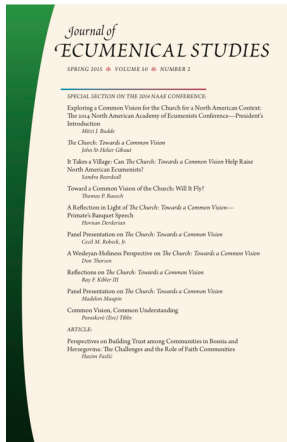 Journal of
ECUMENICAL STUDIES
SPRING 2015 ❉ VOLUME 50 ❉ NUMBER 2
SPECIAL SECTION ON THE 2014 NAAE CONFERENCE:
Exploring a Common Vision for the Church for a North American Context:
The 2014 North American Academy of Ecumenists Conference—President's
Introduction
Mitzi J. Budde
The Church: Towards a Common Vision
John St-Helier Gibaut
It Takes a Village: Can The Church: Towards a Common Vision Help Raise
North American Ecumenists?
Sandra Beardsall
Toward a Common Vision of the Church: Will It Fly?
Thomas P. Rausch
A Reflection in Light of The Church: Towards a Common Vision—
Primate's Banquet Speech
Hovnan Derderian
Panel Presentation on The Church: Towards a Common Vision
Cecil M. Robeck, Jr.
A Wesleyan-Holiness Perspective on The Church: Towards a Common Vision
Don Thorsen
Reflections on The Church: Towards a Common Vision
Ray F. Kibler III
Panel Presentation on The Church: Towards a Common Vision
Madelon Maupin
Common Vision, Common Understanding
Paraskevè (Eve) Tibbs
ARTICLE:
Perspectives on Building Trust among Communities in Bosnia and
Herzegovina: The Challenges and the Role of Faith Communities
Hazim Fazlić